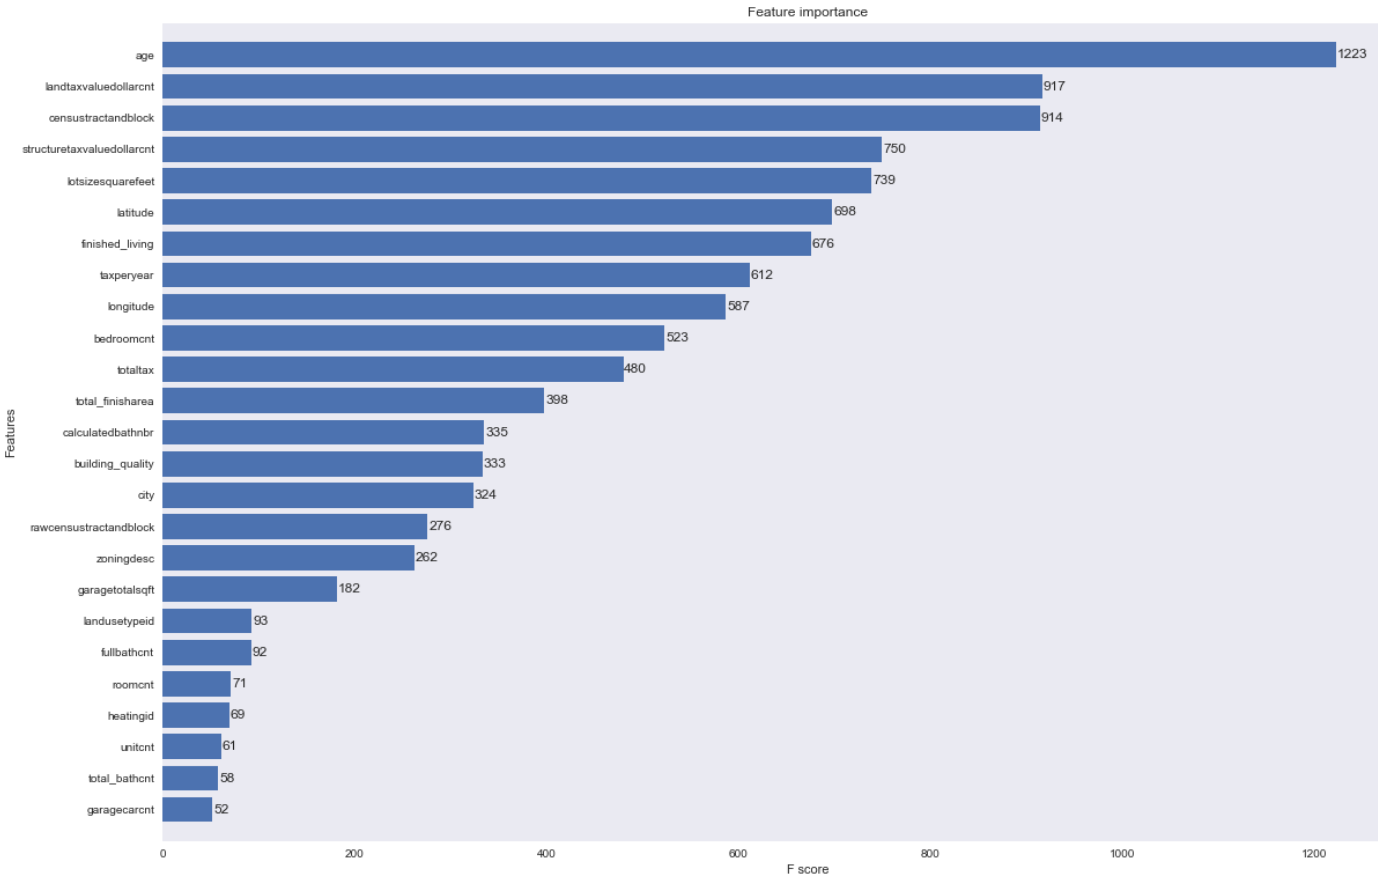 Feature importance
age 1223
landtaxvaluedollarcnt 917
censustractandblock 914
structuretaxvaluedollarcnt 750
lotsizesquarefeet 739
latitude 698
finished_living 676
taxperyear 612
longitude 587
bedroomcnt 523
totaltax 480
total_finisharea 398
calculatedbathnbr 335
building_quality 333
city 324
rawcensustractandblock 276
zoningdesc 262
garagetotalsqft 182
landusetypeid 93
fullbathcnt 92
roomcnt 71
heatingid 69
unitcnt 61
total_bathcnt 58
garagecarcnt 52
Features
0 200 400 600 800 1000 1200
F score